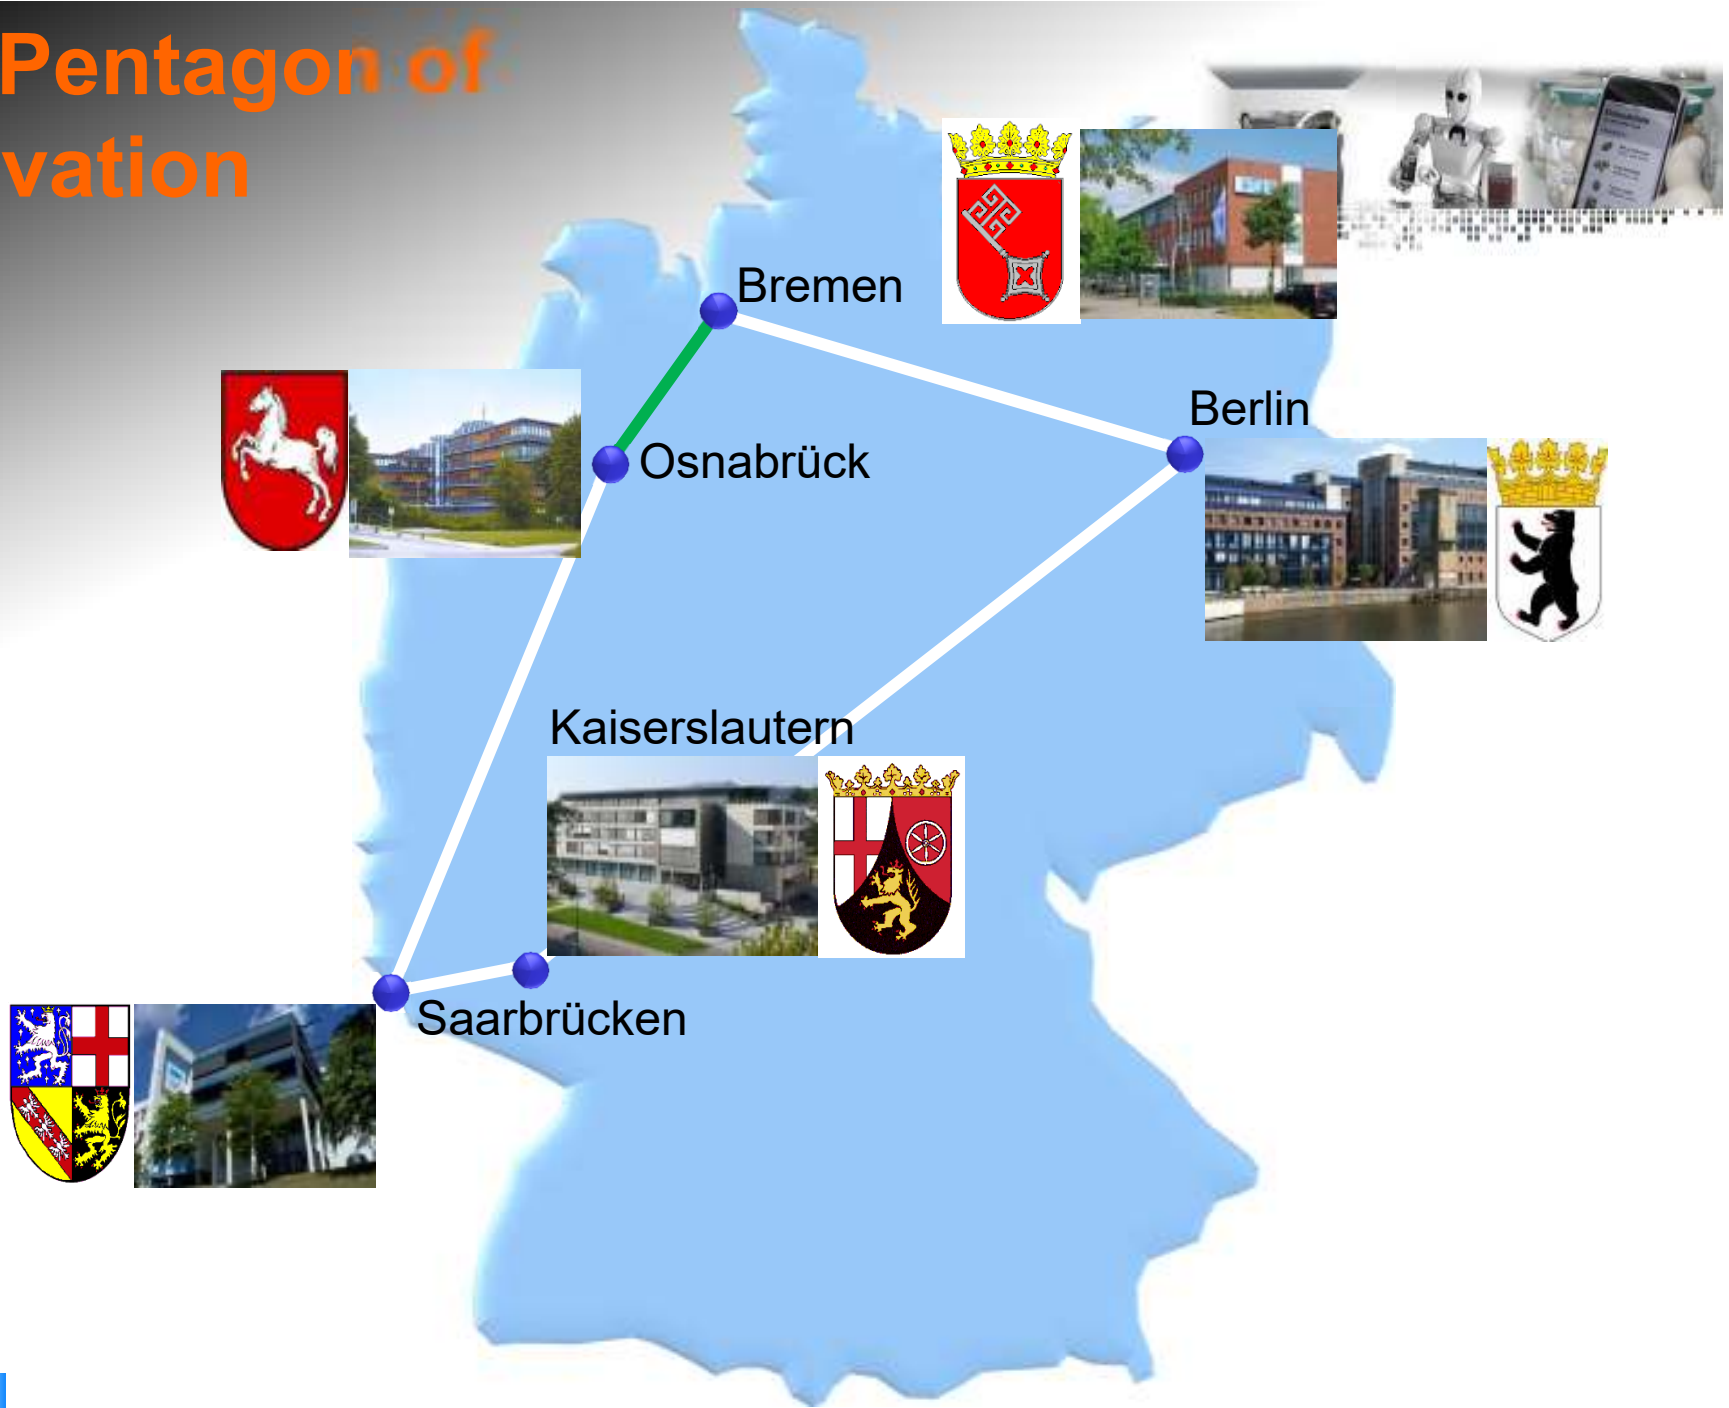 Pentagon of
vation
Bremen
Berlin
Osnabrück
Kaiserslautern
Saarbrücken